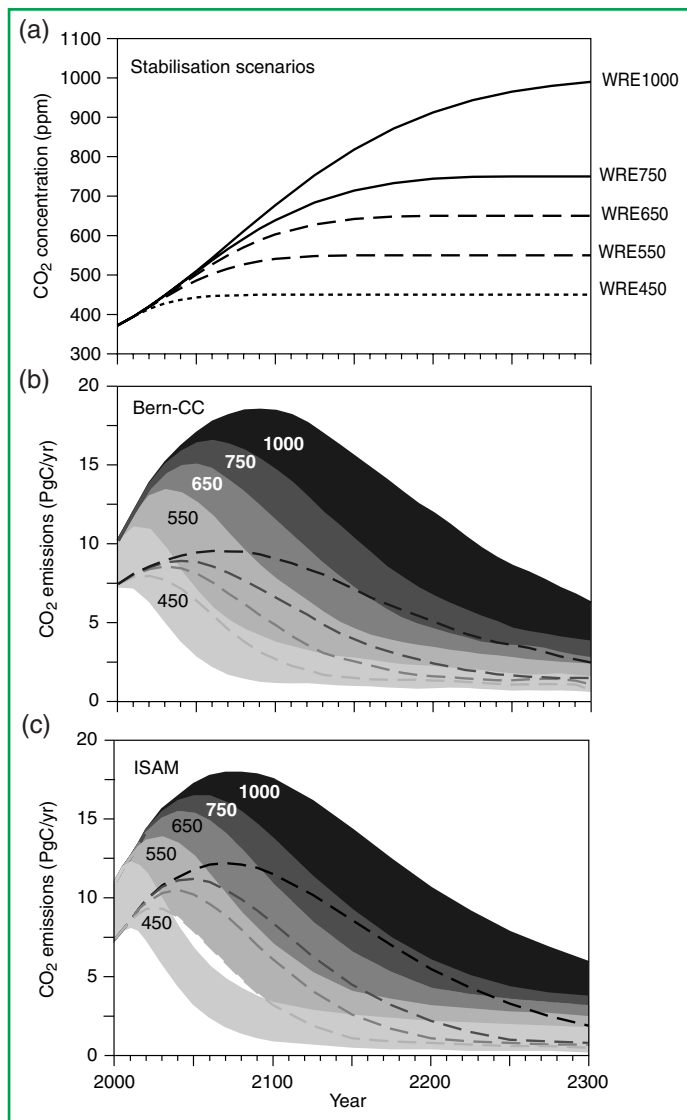 (a)
Stabilisation scenarios
CO2 concentration (ppm)
1100
1000
900
800
700
600
500
400
300
WRE1000
WRE750
WRE650
WRE550
WRE450
(b)
Bern-CC
CO2 emissions (PgC/yr)
20
15
10
5
0
1000
750
650
550
450
(c)
ISAM
CO2 emissions (PgC/yr)
20
15
10
5
0
1000
750
650
550
450
2000
2100
2200
2300
Year